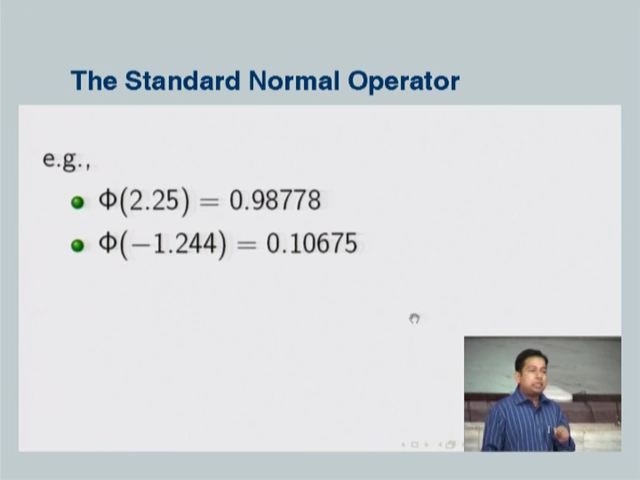 The Standard Normal Operator
e.g.,
Φ(2.25) = 0.98778
Φ(−1.244) = 0.10675